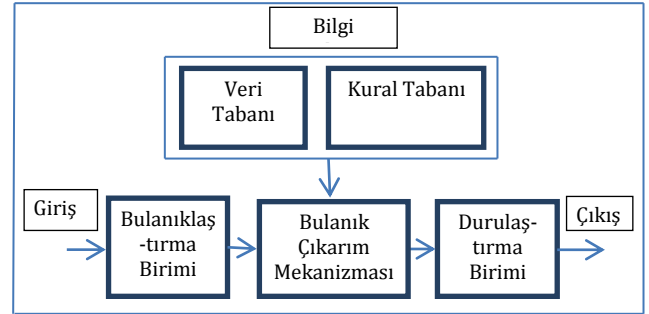 Bilgi
Veri
Tabanı
Kural Tabanı
Giriş
Bulanıklaş
-tırma
Birimi
Bulanık
Çıkarım
Mekanizması
Durulaş-
tırma
Birimi
Çıkış